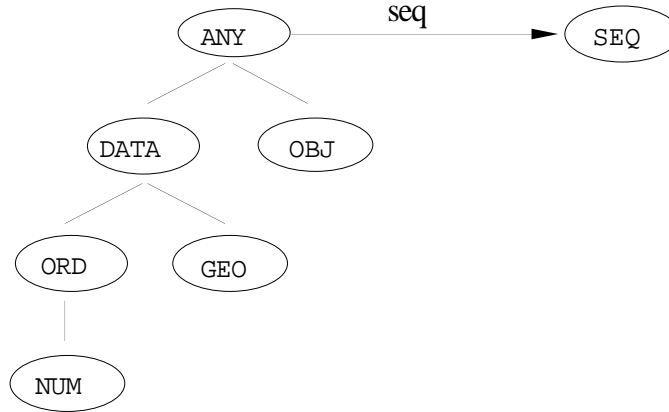 seq
ANY
SEQ
DATA
OBJ
ORD
GEO
NUM